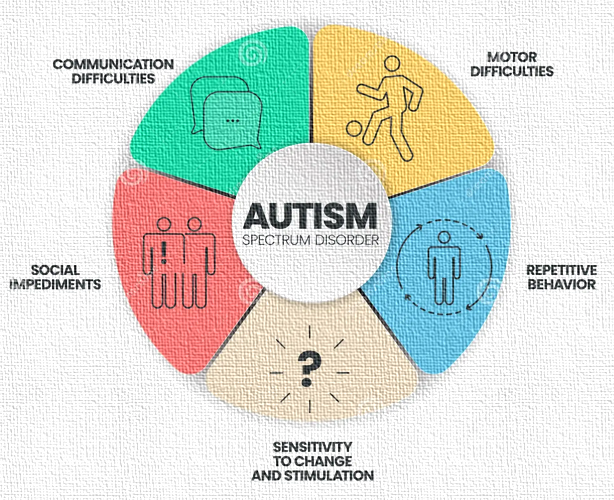 COMMUNICATION
DIFFICULTIES
MOTOR
DIFFICULTIES
AUTISM
SPECTRUM DISORDER
SOCIAL
IMPEDIMENTS
REPETITIVE
BEHAVIOR
!
?
SENSITIVITY
TO CHANGE
AND STIMULATION